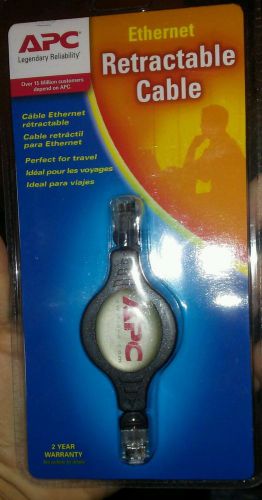 APC
Legendary Reliability
Over 15 Million customers
depend on APC.
Ethernet
Retractable
Cable
Câble Ethernet
rétractable
Cable retráctil
para Ethernet
Perfect for travel
Idéal pour les voyages
Ideal para viajes
APC
2 YEAR
WARRANTY